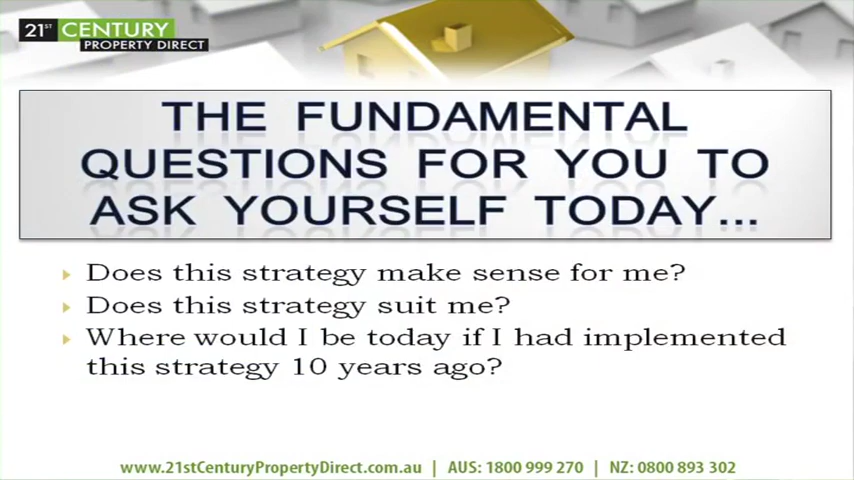 21ST CENTURY
PROPERTY DIRECT
THE FUNDAMENTAL
QUESTIONS FOR YOU TO
ASK YOURSELF TODAY...
Does this strategy make sense for me?
Does this strategy suit me?
Where would I be today if I had implemented
this strategy 10 years ago?
www.21stCenturyPropertyDirect.com.au | AUS: 1800 999 270 | NZ: 0800 893 302